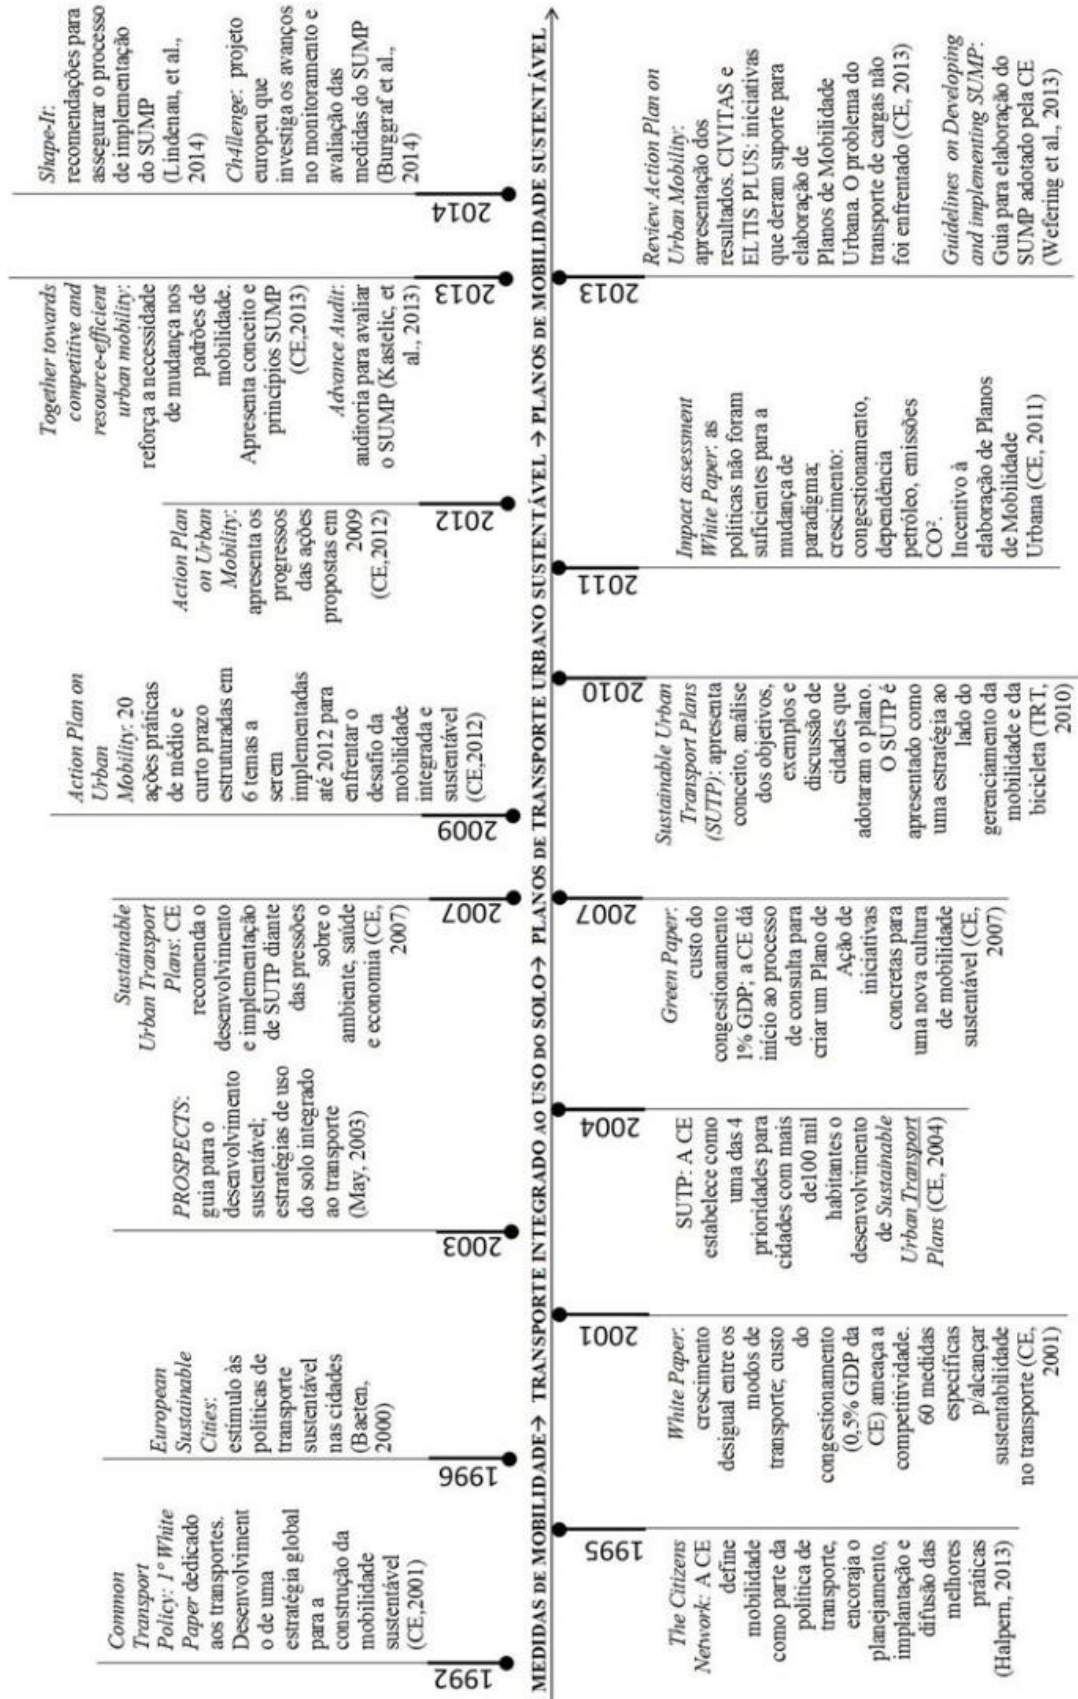 Common
Transport
Policy: 1º White
Paper dedicado
aos transportes.
Desenvolviment
o de uma
estratégia global
para a
construção da
mobilidade
sustentável
(CE,2001)
1992
European
Sustainable
Cities:
estímulo às
políticas de
transporte
sustentável
nas cidades
(Baeten,
2000)
1996
PROSPECTS:
guia para o
desenvolvimento
sustentável;
estratégias de uso
do solo integrado
ao transporte
(May, 2003)
2003
Sustainable
Urban Transport
Plans: CE
recomenda o
desenvolvimento
e implementação
de SUTP diante
das pressões
sobre o
ambiente, saúde
e economia (CE,
2007)
2007
Action Plan on
Urban
Mobility: 20
ações práticas
de médio e
curto prazo
estruturadas em
6 temas a
serem
implementadas
até 2012 para
enfrentar o
desafio da
mobilidade
integrada e
sustentável
(CE,2012)
2009
Action Plan
on Urban
Mobility:
apresenta os
progressos
das ações
propostas em
2009
(CE,2012)
2012
Together towards
competitive and
resource-efficient
urban mobility:
reforça a necessidade
de mudança nos
padrões de
mobilidade.
Apresenta conceito e
princípios SUMP
(CE,2013)
Advance Audit:
auditoria para avaliar
o SUMP (Kastelic, et
al., 2013)
2013
Shape-It:
recomendações para
assegurar o processo
de implementação
do SUMP
(Lindenau, et al.,
2014)
Ch4llenge: projeto
europeu que
investiga os avanços
no monitoramento e
avaliação das
medidas do SUMP
(Burggraf et al.,
2014)
2014
MEDIDAS DE MOBILIDADE→ TRANSPORTE INTEGRADO AO USO DO SOLO→ PLANOS DE TRANSPORTE URBANO SUSTENTÁVEL → PLANOS DE MOBILIDADE SUSTENTÁVEL
1995
The Citizens
Network: A CE
define
mobilidade
como parte da
política de
transporte,
encoraja o
planejamento,
implantação e
difusão das
melhores
práticas
(Halpern, 2013)
2001
White Paper:
crescimento
desigual entre os
modos de
transporte; custo
do
congestionamento
(0,5% GDP da
CE) ameaça a
competitividade.
60 medidas
específicas
p/alcançar
sustentabilidade
no transporte (CE,
2001)
2004
SUTP: A CE
estabelece como
uma das 4
prioridades para
cidades com mais
de100 mil
habitantes o
desenvolvimento
de Sustainable
Urban Transport
Plans (CE, 2004)
2007
Green Paper:
custo do
congestionamento
1% GDP; a CE dá
início ao processo
de consulta para
criar um Plano de
Ação de
iniciativas
concretas para
uma nova cultura
de mobilidade
sustentável (CE,
2007)
2010
Sustainable Urban
Transport Plans
(SUTP): apresenta
conceito, análise
dos objetivos,
exemplos e
discussão de
cidades que
adotaram o plano.
O SUTP é
apresentado como
uma estratégia ao
lado do
gerenciamento da
mobilidade e da
bicicleta (TRT,
2010)
2011
Impact assessment
White Paper: as
políticas não foram
suficientes para a
mudança de
paradigma;
crescimento:
congestionamento,
dependência
petróleo, emissões
CO².
Incentivo à
elaboração de Planos
de Mobilidade
Urbana (CE, 2011)
2013
Review Action Plan on
Urban Mobility:
apresentação dos
resultados. CIVITAS e
ELTIS PLUS: iniciativas
que deram suporte para
elaboração de
Planos de Mobilidade
Urbana. O problema do
transporte de cargas não
foi enfrentado (CE, 2013)
Guidelines on Developing
and implementing SUMP:
Guia para elaboração do
SUMP adotado pela CE
(Wefering et al., 2013)